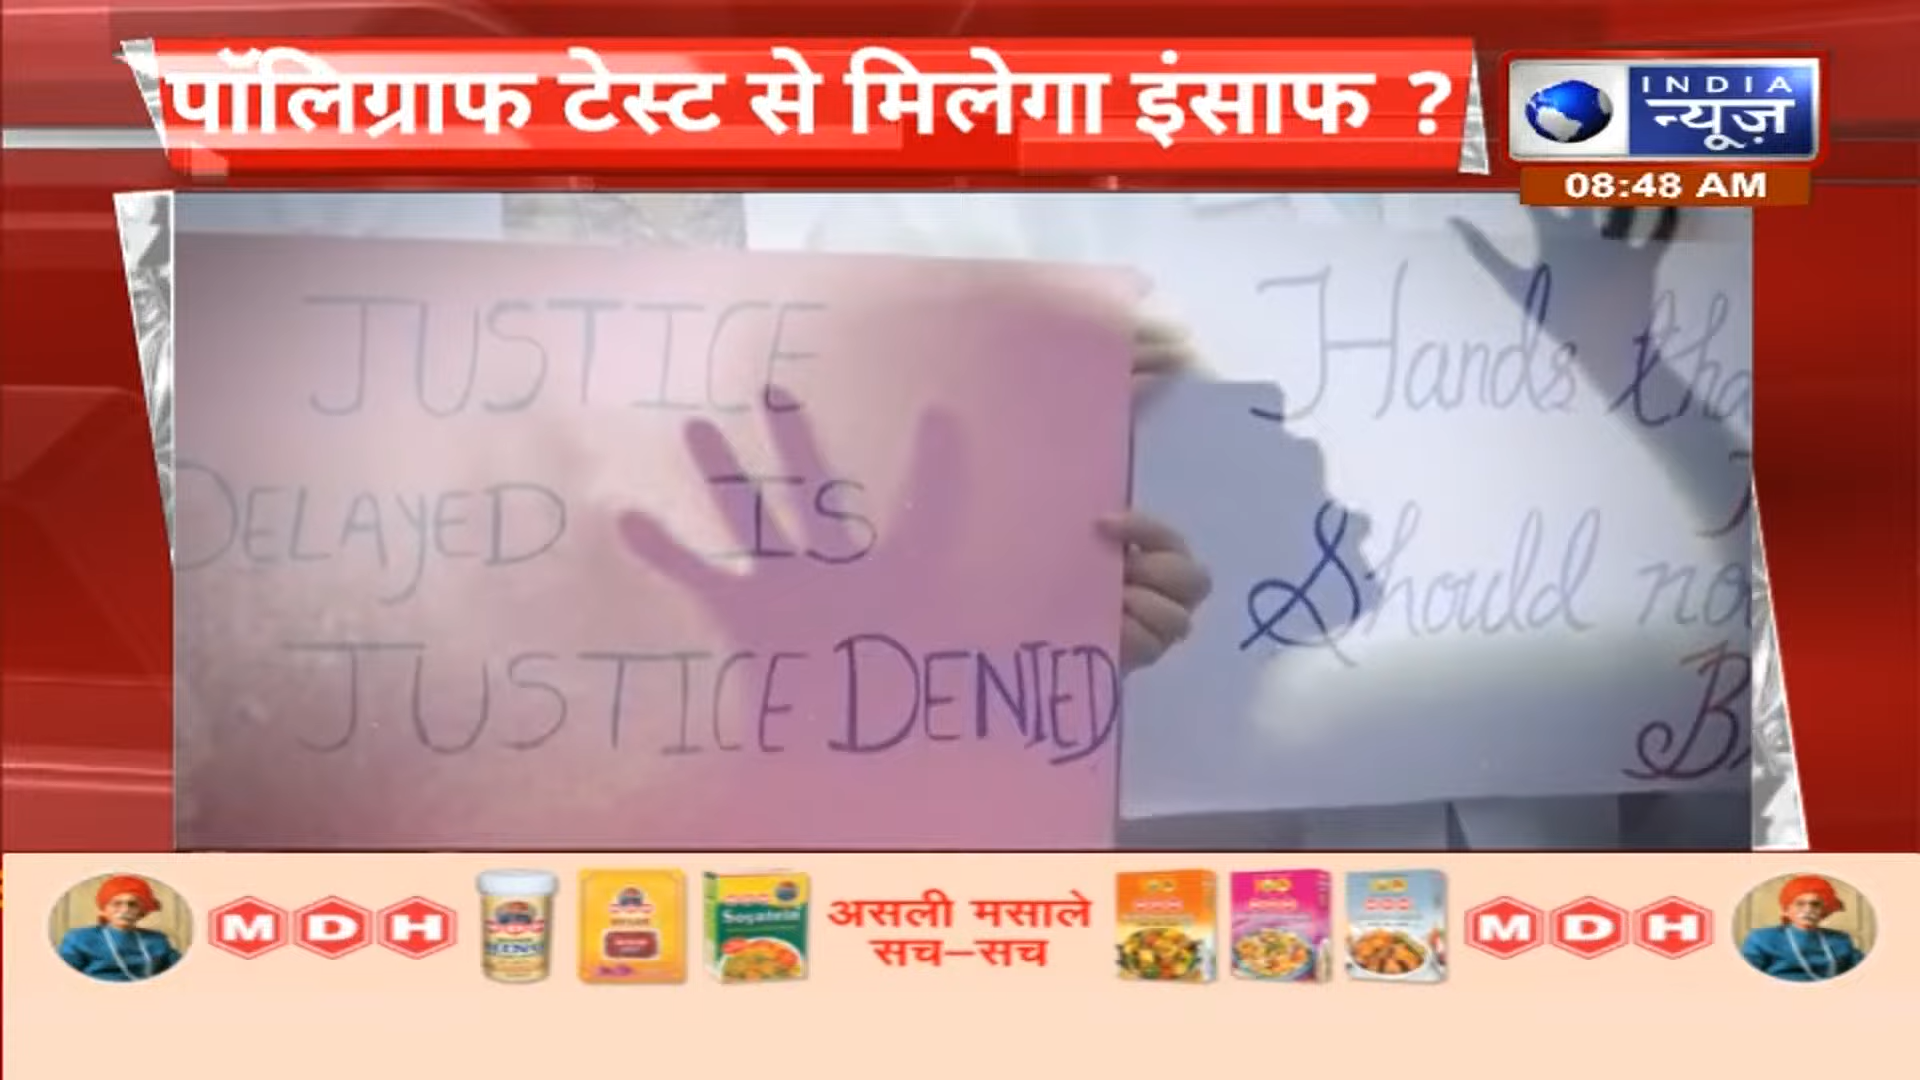 पॉलिग्राफ टेस्ट से मिलेगा इंसाफ ?
INDIA
न्यूज़
08:48 AM
JUSTICE
DELAYED IS
JUSTICE DENIED
Hands
Should
MDH
असली मसाले
सच–सच
MDH